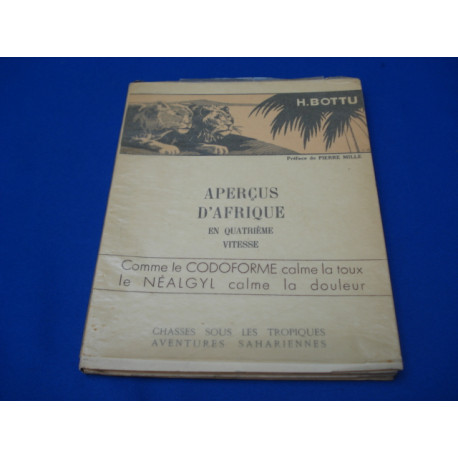 H.BOTTU
Préface de PIERRE MILLE
APERÇUS
D'AFRIQUE
EN QUATRIÈME
VITESSE
Comme le CODOFORME calme la toux
le NÉALGYL calme la douleur
CHASSES SOUS LES TROPIQUES
AVENTURES SAHARIENNES